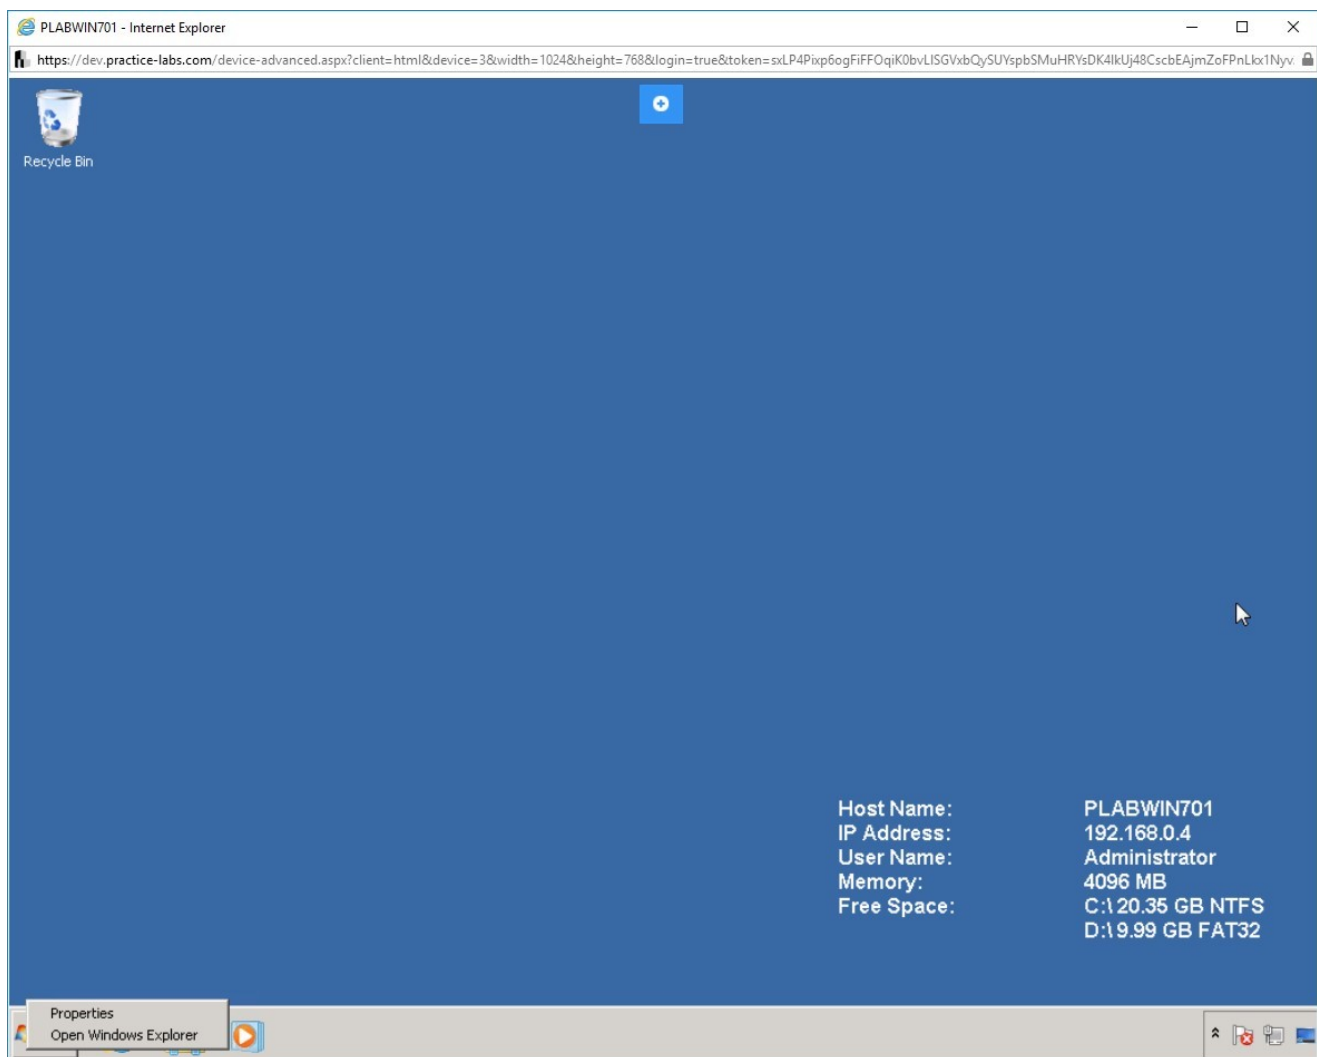 PLABWIN701 - Internet Explorer
https://dev.practice-labs.com/device-advanced.aspx?client=html&device=3&width=1024&height=768&login=true&token=sxLP4Pixp6ogFiFFOqiK0bvLISGVxbQySUYspbSMuHRYsDK4IkUj48CscbEAjmZoFPnLkx1Nyv.
Recycle Bin
Host Name: PLABWIN701
IP Address: 192.168.0.4
User Name: Administrator
Memory: 4096 MB
Free Space: C:\ 20.35 GB NTFS
D:\ 9.99 GB FAT32
Properties
Open Windows Explorer